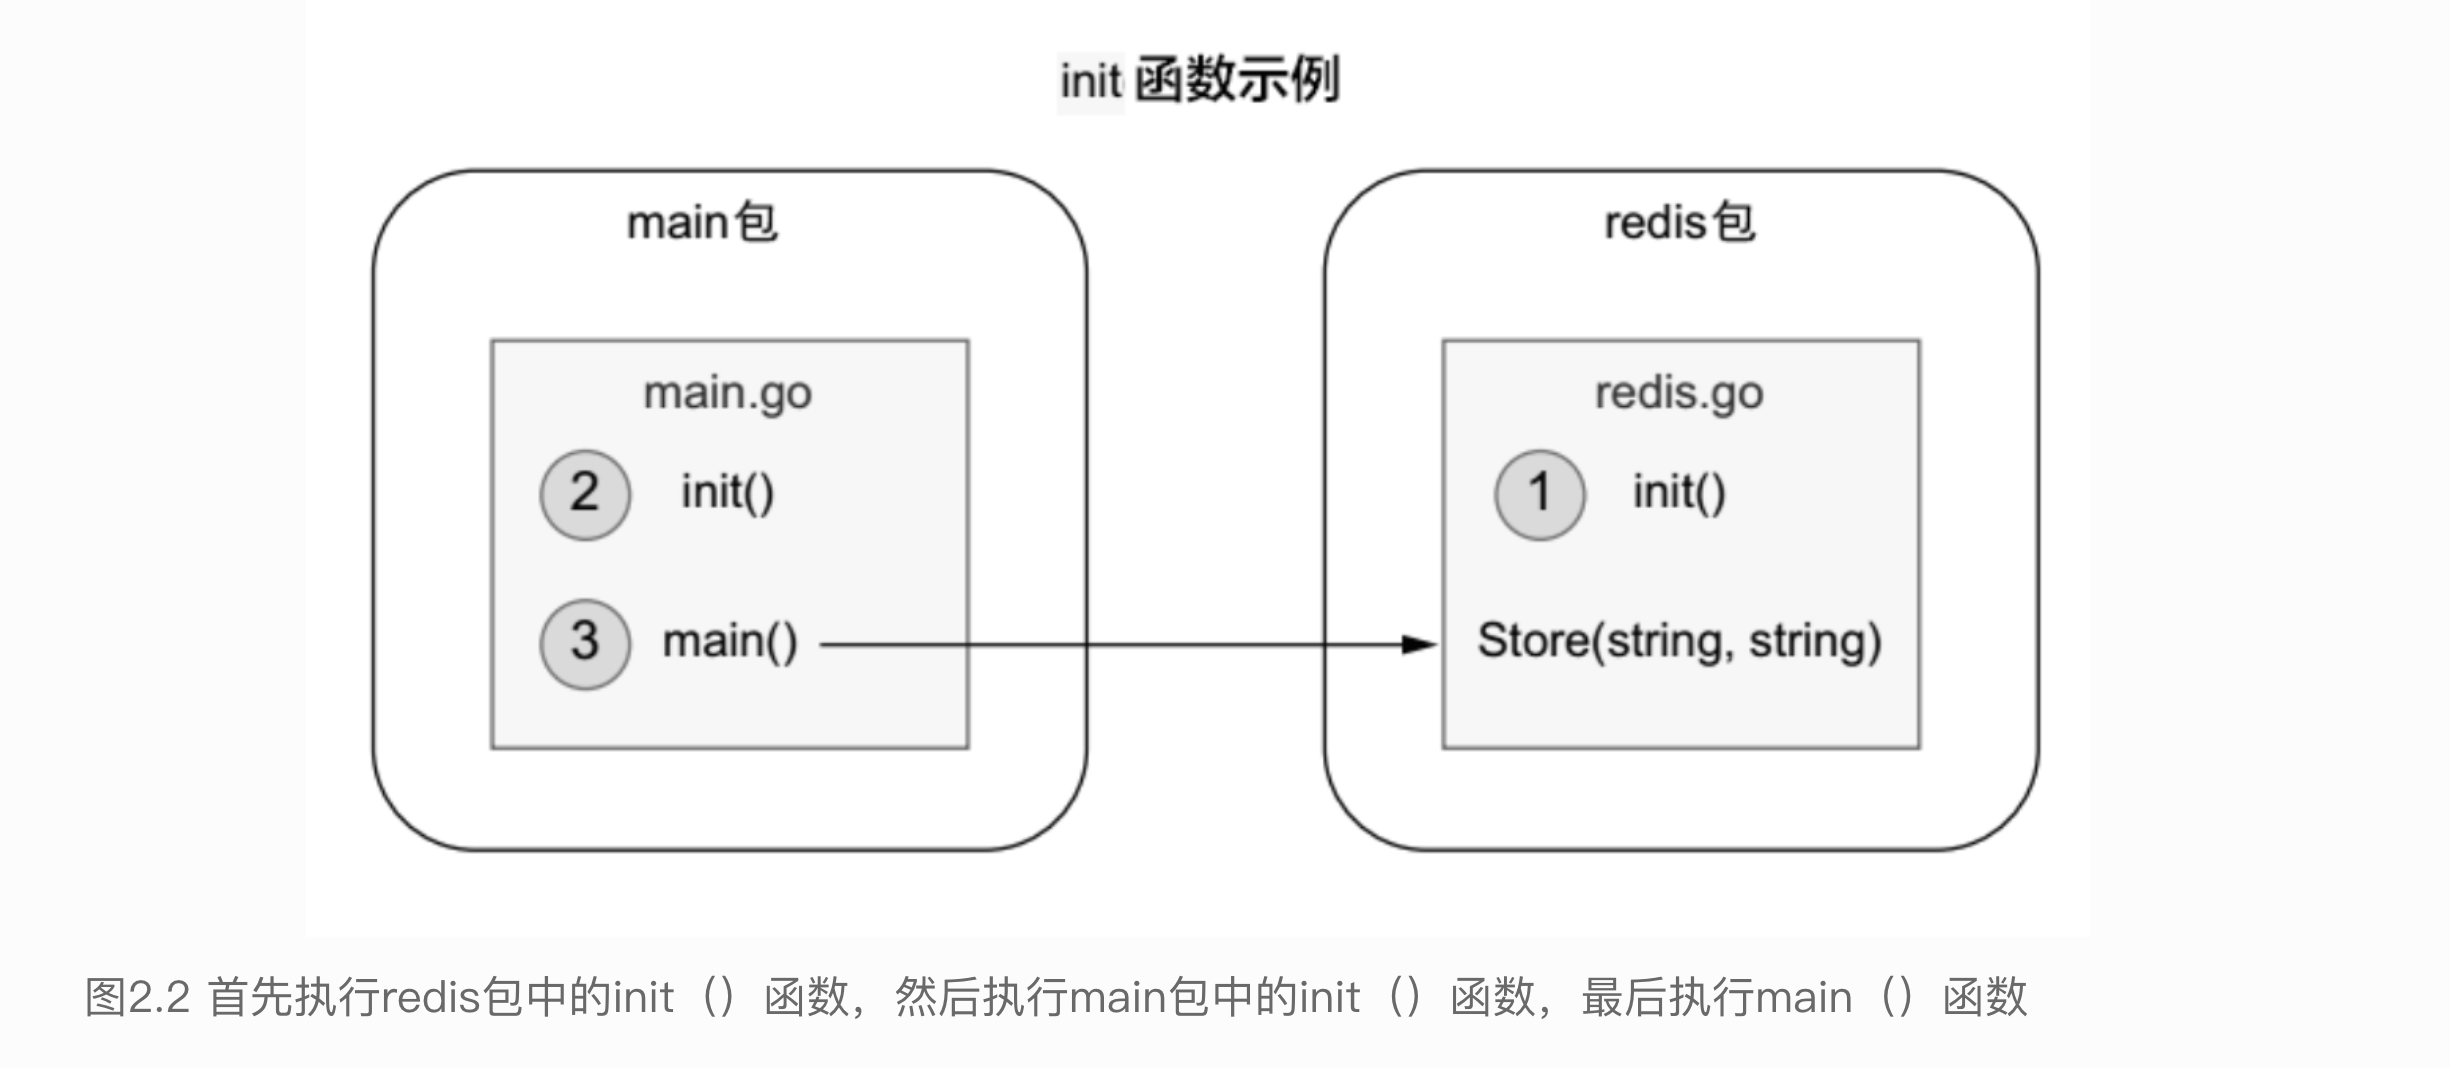 init 函数示例
main包
main.go
2 init()
3 main()
redis包
redis.go
1 init()
Store(string, string)
图2.2 首先执行redis包中的init（）函数，然后执行main包中的init（）函数，最后执行main（）函数